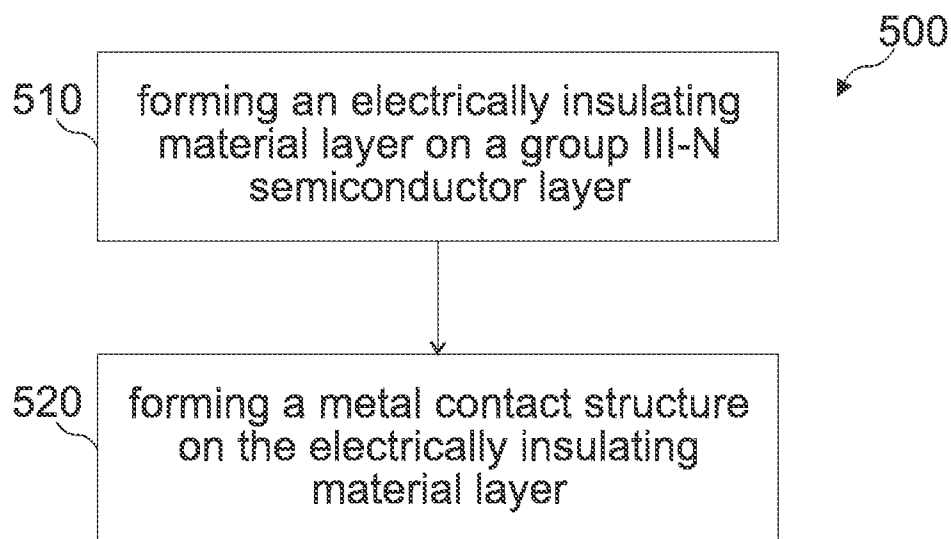 500
510
forming an electrically insulating
material layer on a group III-N
semiconductor layer
520
forming a metal contact structure
on the electrically insulating
material layer